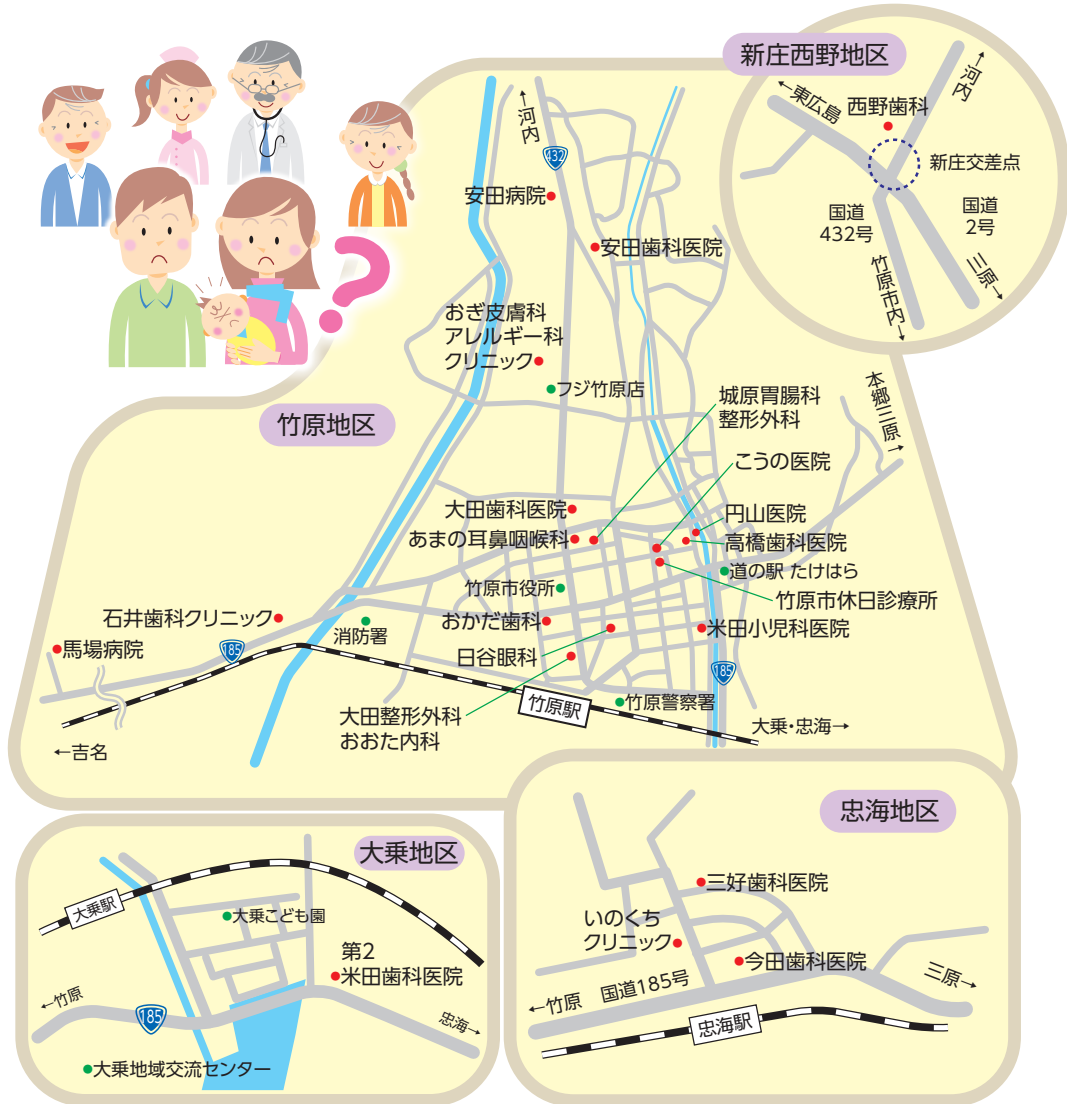 新庄西野地区
←東広島
西野歯科
←河内
新庄交差点
国道
432号
国道
2号
竹原市内→
三原→
竹原地区
←河内
432
安田病院
安田歯科医院
おぎ皮膚科
アレルギー科
クリニック
フジ竹原店
城原胃腸科
整形外科
本郷三原→
こうの医院
大田歯科医院
円山医院
あまの耳鼻咽喉科
高橋歯科医院
道の駅 たけはら
竹原市役所
竹原市休日診療所
石井歯科クリニック
消防署
おかだ歯科
米田小児科医院
馬場病院
185
日谷眼科
185
竹原駅
竹原警察署
大田整形外科
おおた内科
大乗・忠海→
←吉名
大乗地区
大乗駅
大乗こども園
第2
米田歯科医院
←竹原
185
忠海→
大乗地域交流センター
忠海地区
三好歯科医院
いのくち
クリニック
今田歯科医院
←竹原 国道185号
三原→
忠海駅